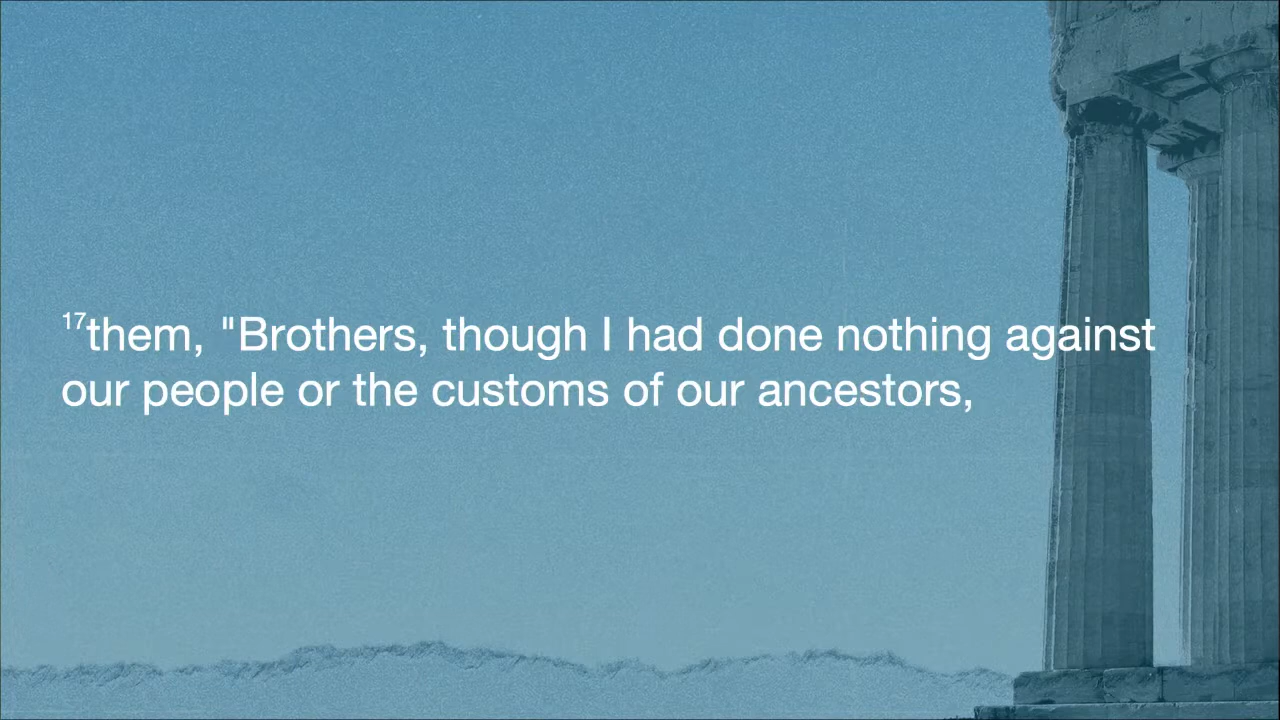 17them, "Brothers, though I had done nothing against
our people or the customs of our ancestors,